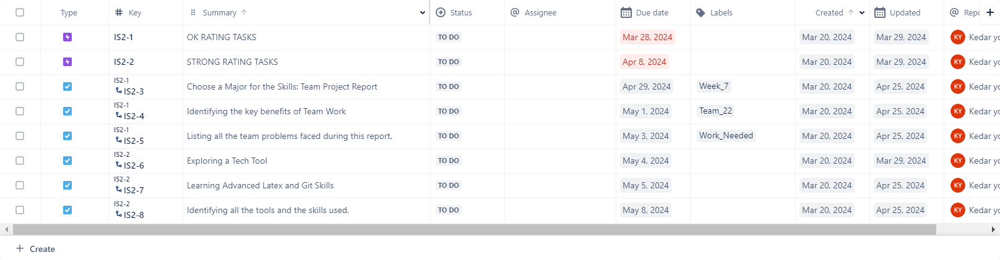 Type Key Summary Status Assignee Due date Labels Created Updated Repo
IS2-1 OK RATING TASKS TO DO Mar 28, 2024 Mar 20, 2024 Mar 29, 2024 KY Kedar yo
IS2-2 STRONG RATING TASKS TO DO Apr 8, 2024 Mar 20, 2024 Mar 29, 2024 KY Kedar yo
IS2-1
IS2-3 Choose a Major for the Skills: Team Project Report TO DO Apr 29, 2024 Week_7 Mar 20, 2024 Apr 25, 2024 KY Kedar yo
IS2-1
IS2-4 Identifying the key benefits of Team Work TO DO May 1, 2024 Team_22 Mar 20, 2024 Apr 25, 2024 KY Kedar yo
IS2-1
IS2-5 Listing all the team problems faced during this report. TO DO May 3, 2024 Work_Needed Mar 20, 2024 Apr 25, 2024 KY Kedar yo
IS2-2
IS2-6 Exploring a Tech Tool TO DO May 4, 2024 Mar 20, 2024 Mar 29, 2024 KY Kedar yo
IS2-2
IS2-7 Learning Advanced Latex and Git Skills TO DO May 5, 2024 Mar 20, 2024 Apr 25, 2024 KY Kedar yo
IS2-2
IS2-8 Identifying all the tools and the skills used. TO DO May 8, 2024 Mar 20, 2024 Apr 25, 2024 KY Kedar yo
Create